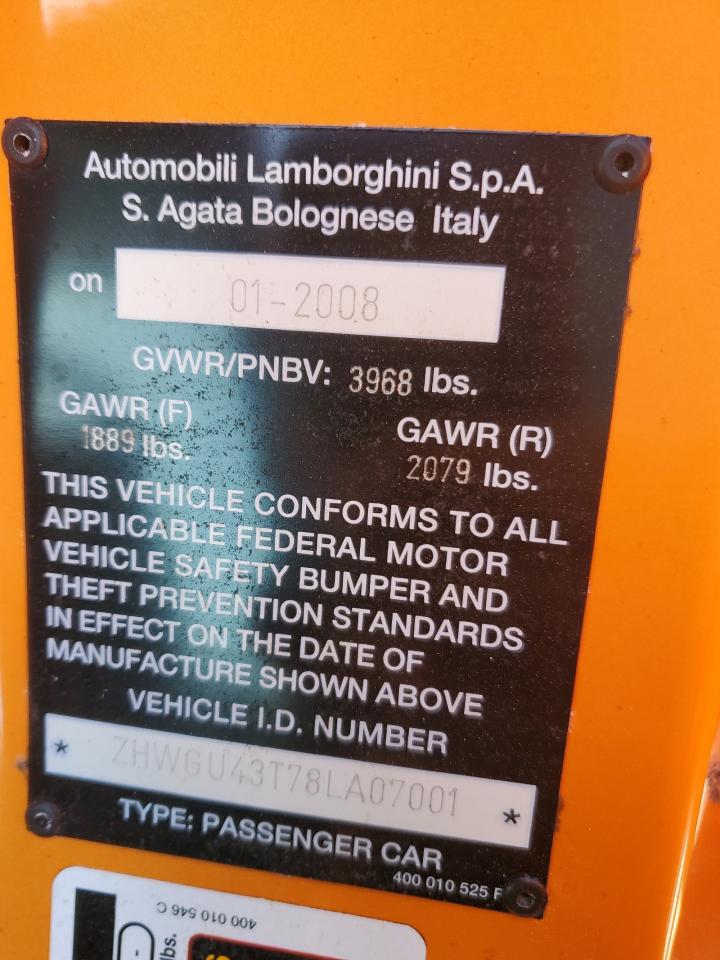 Automobili Lamborghini S.p.A.
S. Agata Bolognese Italy
on 01-2008
GVWR/PNBV: 3968 lbs.
GAWR (F)
1889 lbs.
GAWR (R)
2079 lbs.
THIS VEHICLE CONFORMS TO ALL
APPLICABLE FEDERAL MOTOR
VEHICLE SAFETY BUMPER AND
THEFT PREVENTION STANDARDS
IN EFFECT ON THE DATE OF
MANUFACTURE SHOWN ABOVE
VEHICLE I.D. NUMBER
* ZHWGU43T78LA07001 *
TYPE: PASSENGER CAR
400 010 525 F
400 010 546 C
lbs.